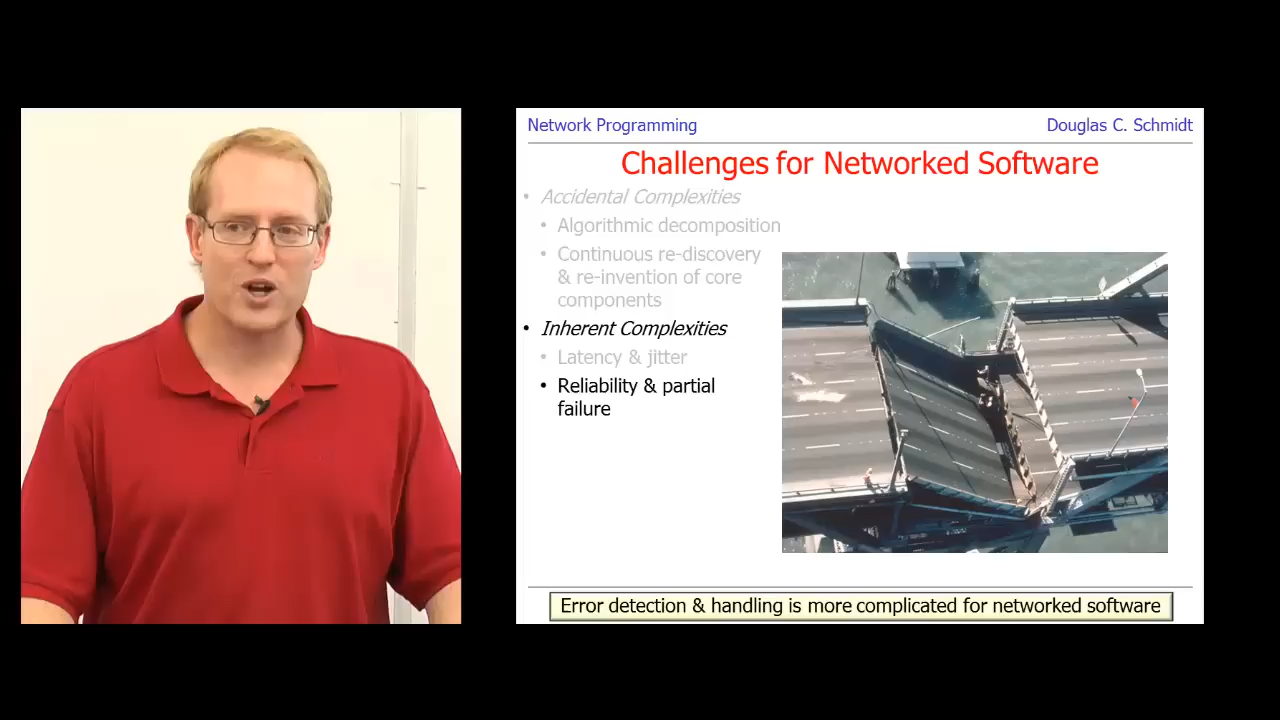 Network Programming
Douglas C. Schmidt
Challenges for Networked Software
• Accidental Complexities
• Algorithmic decomposition
• Continuous re-discovery
& re-invention of core
components
• Inherent Complexities
• Latency & jitter
• Reliability & partial
failure
Error detection & handling is more complicated for networked software